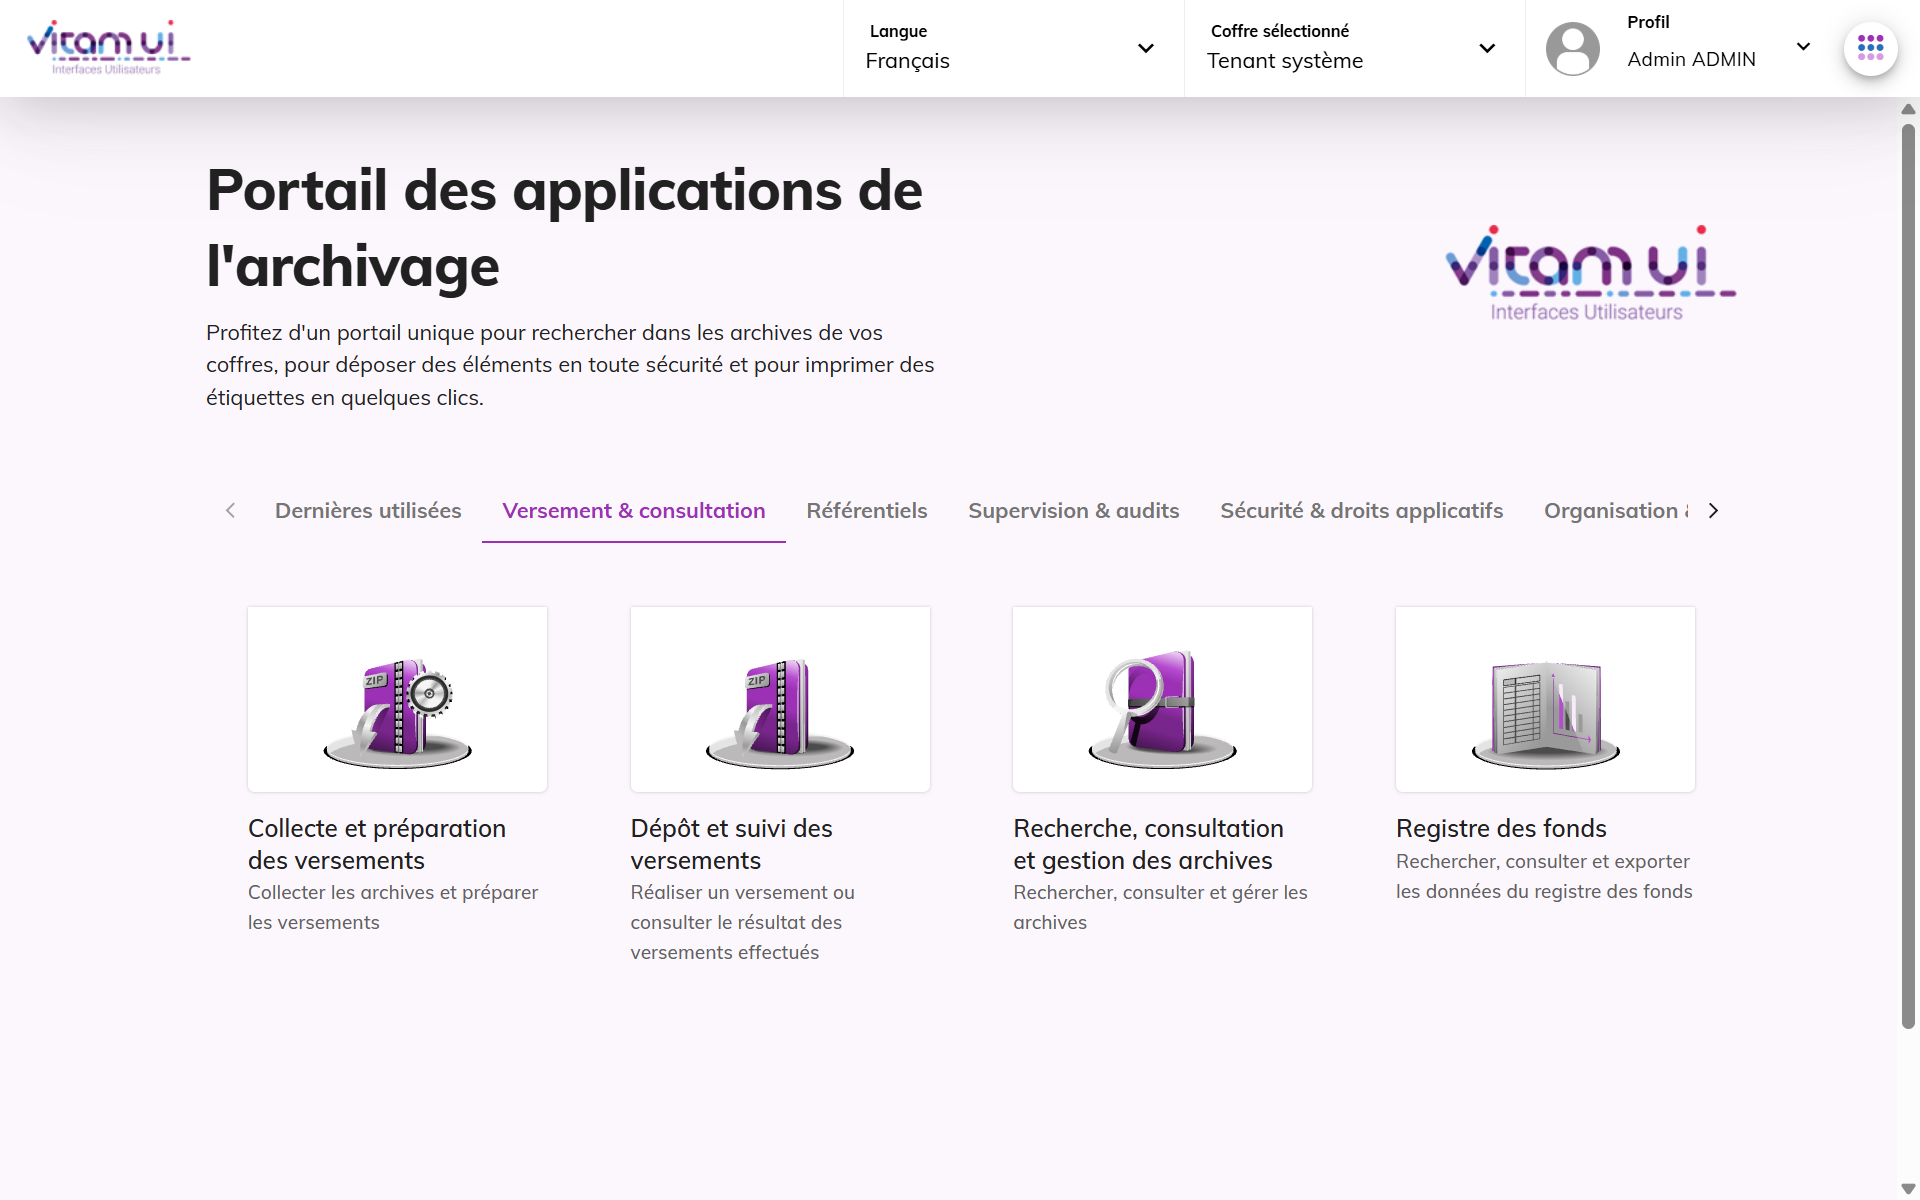 vitam ui
Interfaces Utilisateurs
Langue
Français
Coffre sélectionné
Tenant système
Profil
Admin ADMIN
Portail des applications de
l'archivage
Profitez d'un portail unique pour rechercher dans les archives de vos
coffres, pour déposer des éléments en toute sécurité et pour imprimer des
étiquettes en quelques clics.
vitam ui
Interfaces Utilisateurs
Dernières utilisées
Versement & consultation
Référentiels
Supervision & audits
Sécurité & droits applicatifs
Organisation &
ZIP
ZIP
Collecte et préparation
des versements
Collecter les archives et préparer
les versements
Dépôt et suivi des
versements
Réaliser un versement ou
consulter le résultat des
versements effectués
Recherche, consultation
et gestion des archives
Rechercher, consulter et gérer les
archives
Registre des fonds
Rechercher, consulter et exporter
les données du registre des fonds